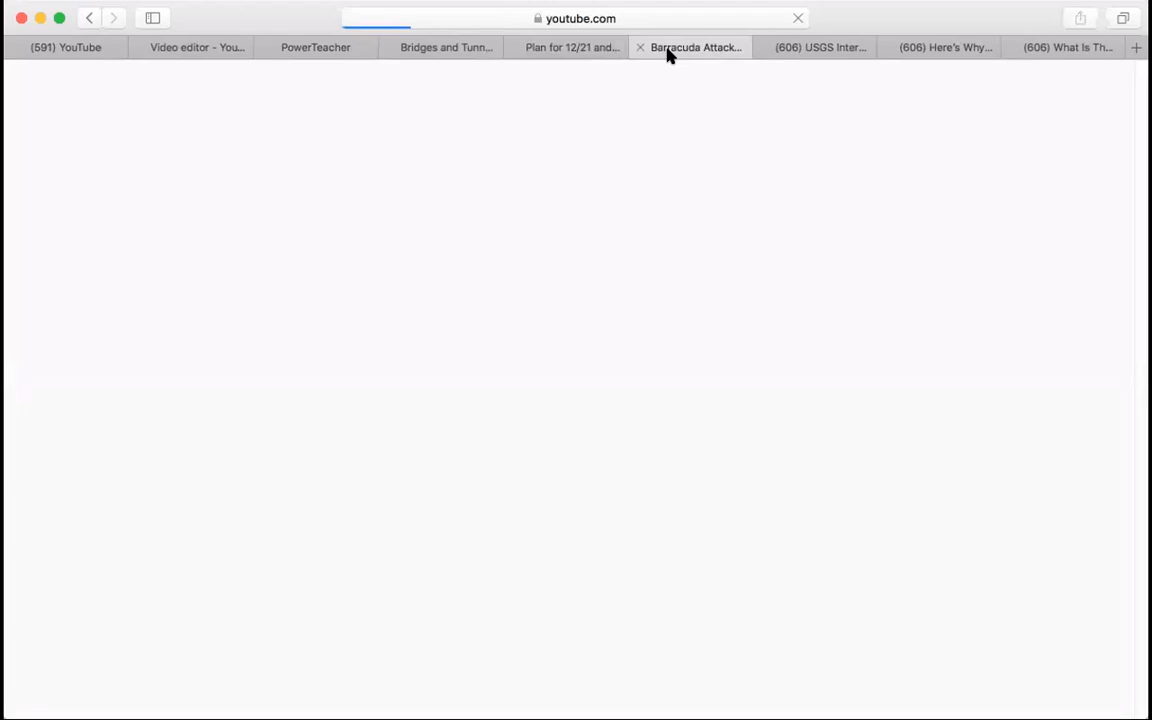 youtube.com
(591) YouTube
Video editor - You...
PowerTeacher
Bridges and Tunn...
Plan for 12/21 and...
Barracuda Attack...
(606) USGS Inter...
(606) Here's Why...
(606) What Is Th...